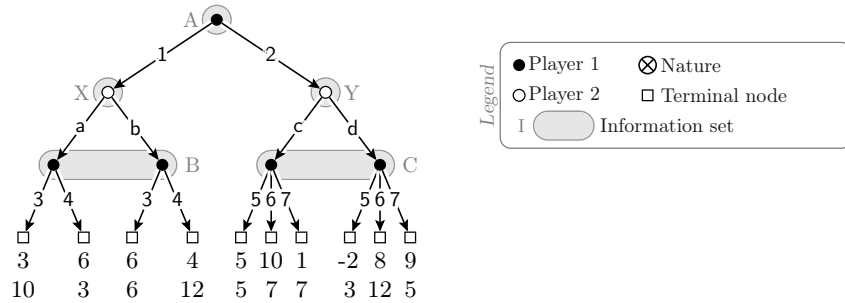 A
1 2
X Y
a b c d
B C
3 4 3 4 5 6 7 5 6 7
3 6 6 4 5 10 1 -2 8 9
10 3 6 12 5 7 7 3 12 5
Legend
Player 1 Nature
Player 2 Terminal node
I Information set